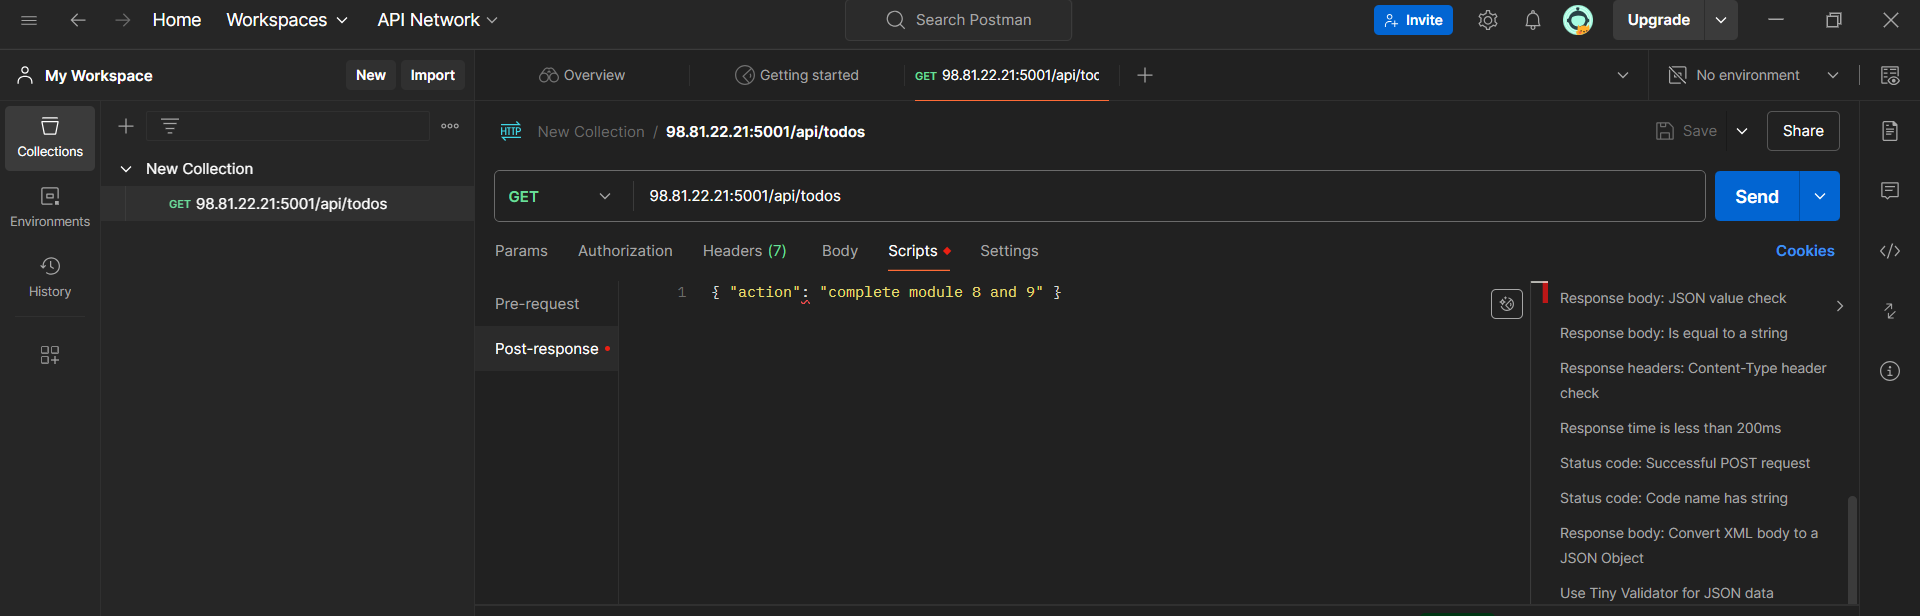 Home Workspaces API Network Search Postman Invite Upgrade
My Workspace New Import Overview Getting started GET 98.81.22.21:5001/api/toc No environment
Collections
Environments
History
New Collection
GET 98.81.22.21:5001/api/todos
HTTP New Collection / 98.81.22.21:5001/api/todos Save Share
GET 98.81.22.21:5001/api/todos Send
Params Authorization Headers (7) Body Scripts Settings Cookies
Pre-request
Post-response
1 { "action": "complete module 8 and 9" }
Response body: JSON value check
Response body: Is equal to a string
Response headers: Content-Type header
check
Response time is less than 200ms
Status code: Successful POST request
Status code: Code name has string
Response body: Convert XML body to a
JSON Object
Use Tiny Validator for JSON data